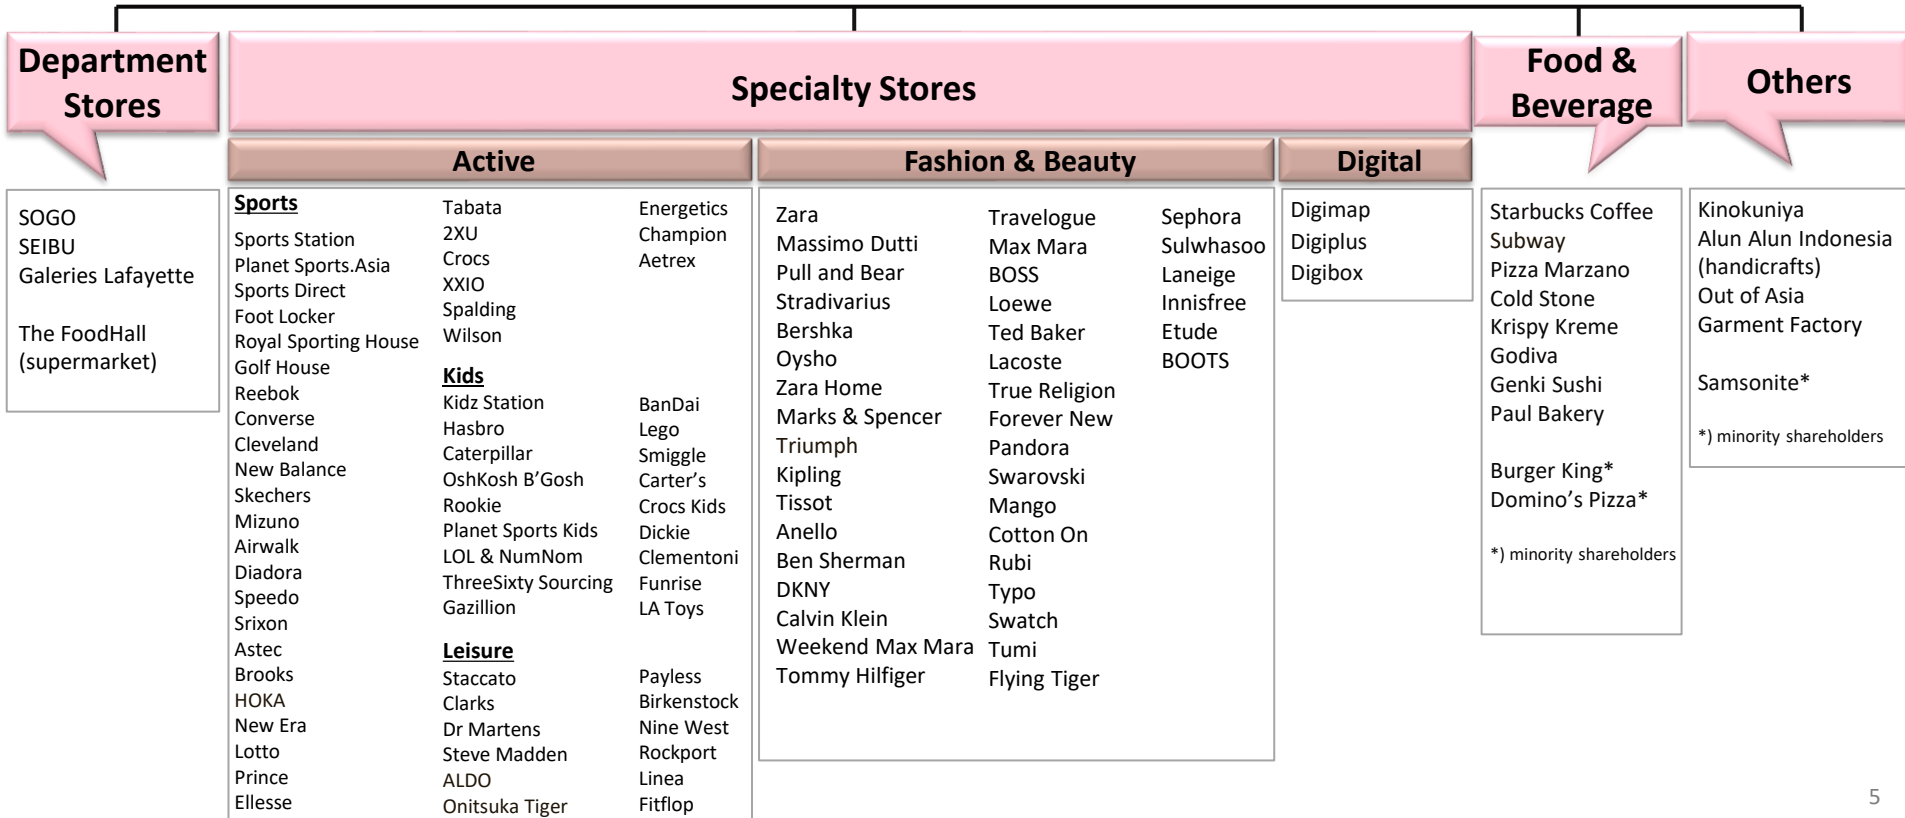 Department
Stores
Specialty Stores
Food &
Beverage
Others
Active
Fashion & Beauty
Digital
SOGO
SEIBU
Galeries Lafayette
The FoodHall
(supermarket)
Sports
Sports Station
Planet Sports.Asia
Sports Direct
Foot Locker
Royal Sporting House
Golf House
Reebok
Converse
Cleveland
New Balance
Skechers
Mizuno
Airwalk
Diadora
Speedo
Srixon
Astec
Brooks
HOKA
New Era
Lotto
Prince
Ellesse
Tabata
2XU
Crocs
XXIO
Spalding
Wilson
Energetics
Champion
Aetrex
Kids
Kidz Station
Hasbro
Caterpillar
OshKosh B’Gosh
Rookie
Planet Sports Kids
LOL & NumNom
ThreeSixty Sourcing
Gazillion
BanDai
Lego
Smiggle
Carter’s
Crocs Kids
Dickie
Clementoni
Funrise
LA Toys
Leisure
Staccato
Clarks
Dr Martens
Steve Madden
ALDO
Onitsuka Tiger
Payless
Birkenstock
Nine West
Rockport
Linea
Fitflop
Zara
Massimo Dutti
Pull and Bear
Stradivarius
Bershka
Oysho
Zara Home
Marks & Spencer
Triumph
Kipling
Tissot
Anello
Ben Sherman
DKNY
Calvin Klein
Weekend Max Mara
Tommy Hilfiger
Travelogue
Max Mara
BOSS
Loewe
Ted Baker
Lacoste
True Religion
Forever New
Pandora
Swarovski
Mango
Cotton On
Rubi
Typo
Swatch
Tumi
Flying Tiger
Sephora
Sulwhasoo
Laneige
Innisfree
Etude
BOOTS
Digimap
Digiplus
Digibox
Starbucks Coffee
Subway
Pizza Marzano
Cold Stone
Krispy Kreme
Godiva
Genki Sushi
Paul Bakery
Burger King*
Domino’s Pizza*
*) minority shareholders
Kinokuniya
Alun Alun Indonesia
(handicrafts)
Out of Asia
Garment Factory
Samsonite*
*) minority shareholders
5